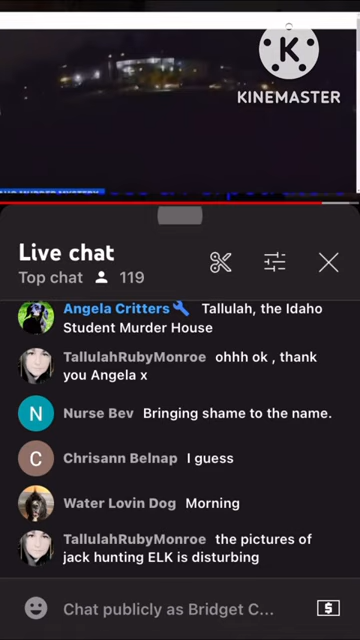 KINEMASTER
Live chat
Top chat 119
Angela Critters Tallulah, the Idaho
Student Murder House
TallulahRubyMonroe ohhh ok , thank
you Angela x
N Nurse Bev Bringing shame to the name.
C Chrisann Belnap I guess
Water Lovin Dog Morning
TallulahRubyMonroe the pictures of
jack hunting ELK is disturbing
Chat publicly as Bridget C...